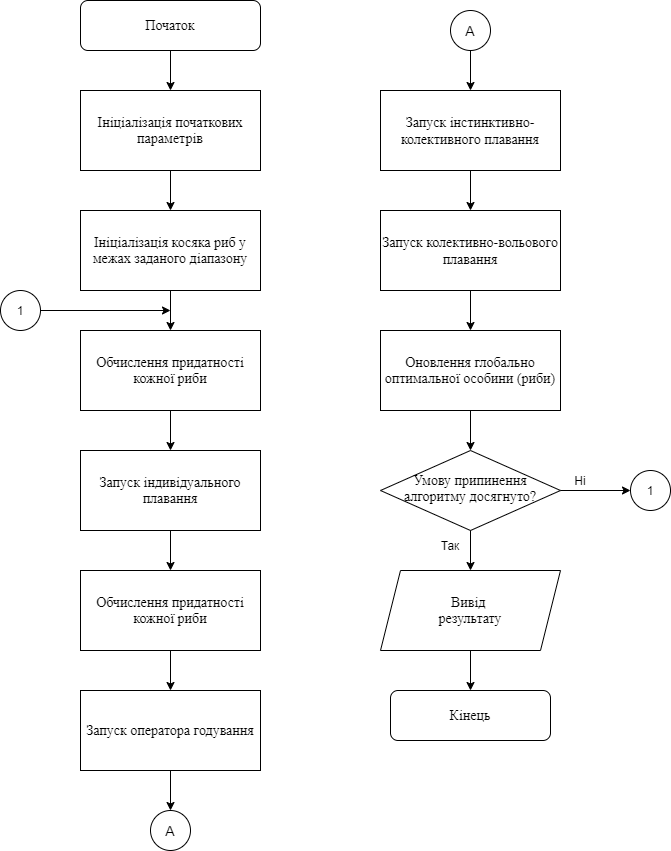 Початок
Ініціалізація початкових
параметрів
Ініціалізація косяка риб у
межах заданого діапазону
1
Обчислення придатності
кожної риби
Запуск індивідуального
плавання
Обчислення придатності
кожної риби
Запуск оператора годування
А
А
Запуск інстинктивно-
колективного плавання
Запуск колективно-вольового
плавання
Оновлення глобально
оптимальної особини (риби)
Умову припинення
алгоритму досягнуто?
Ні
1
Так
Вивід
результату
Кінець